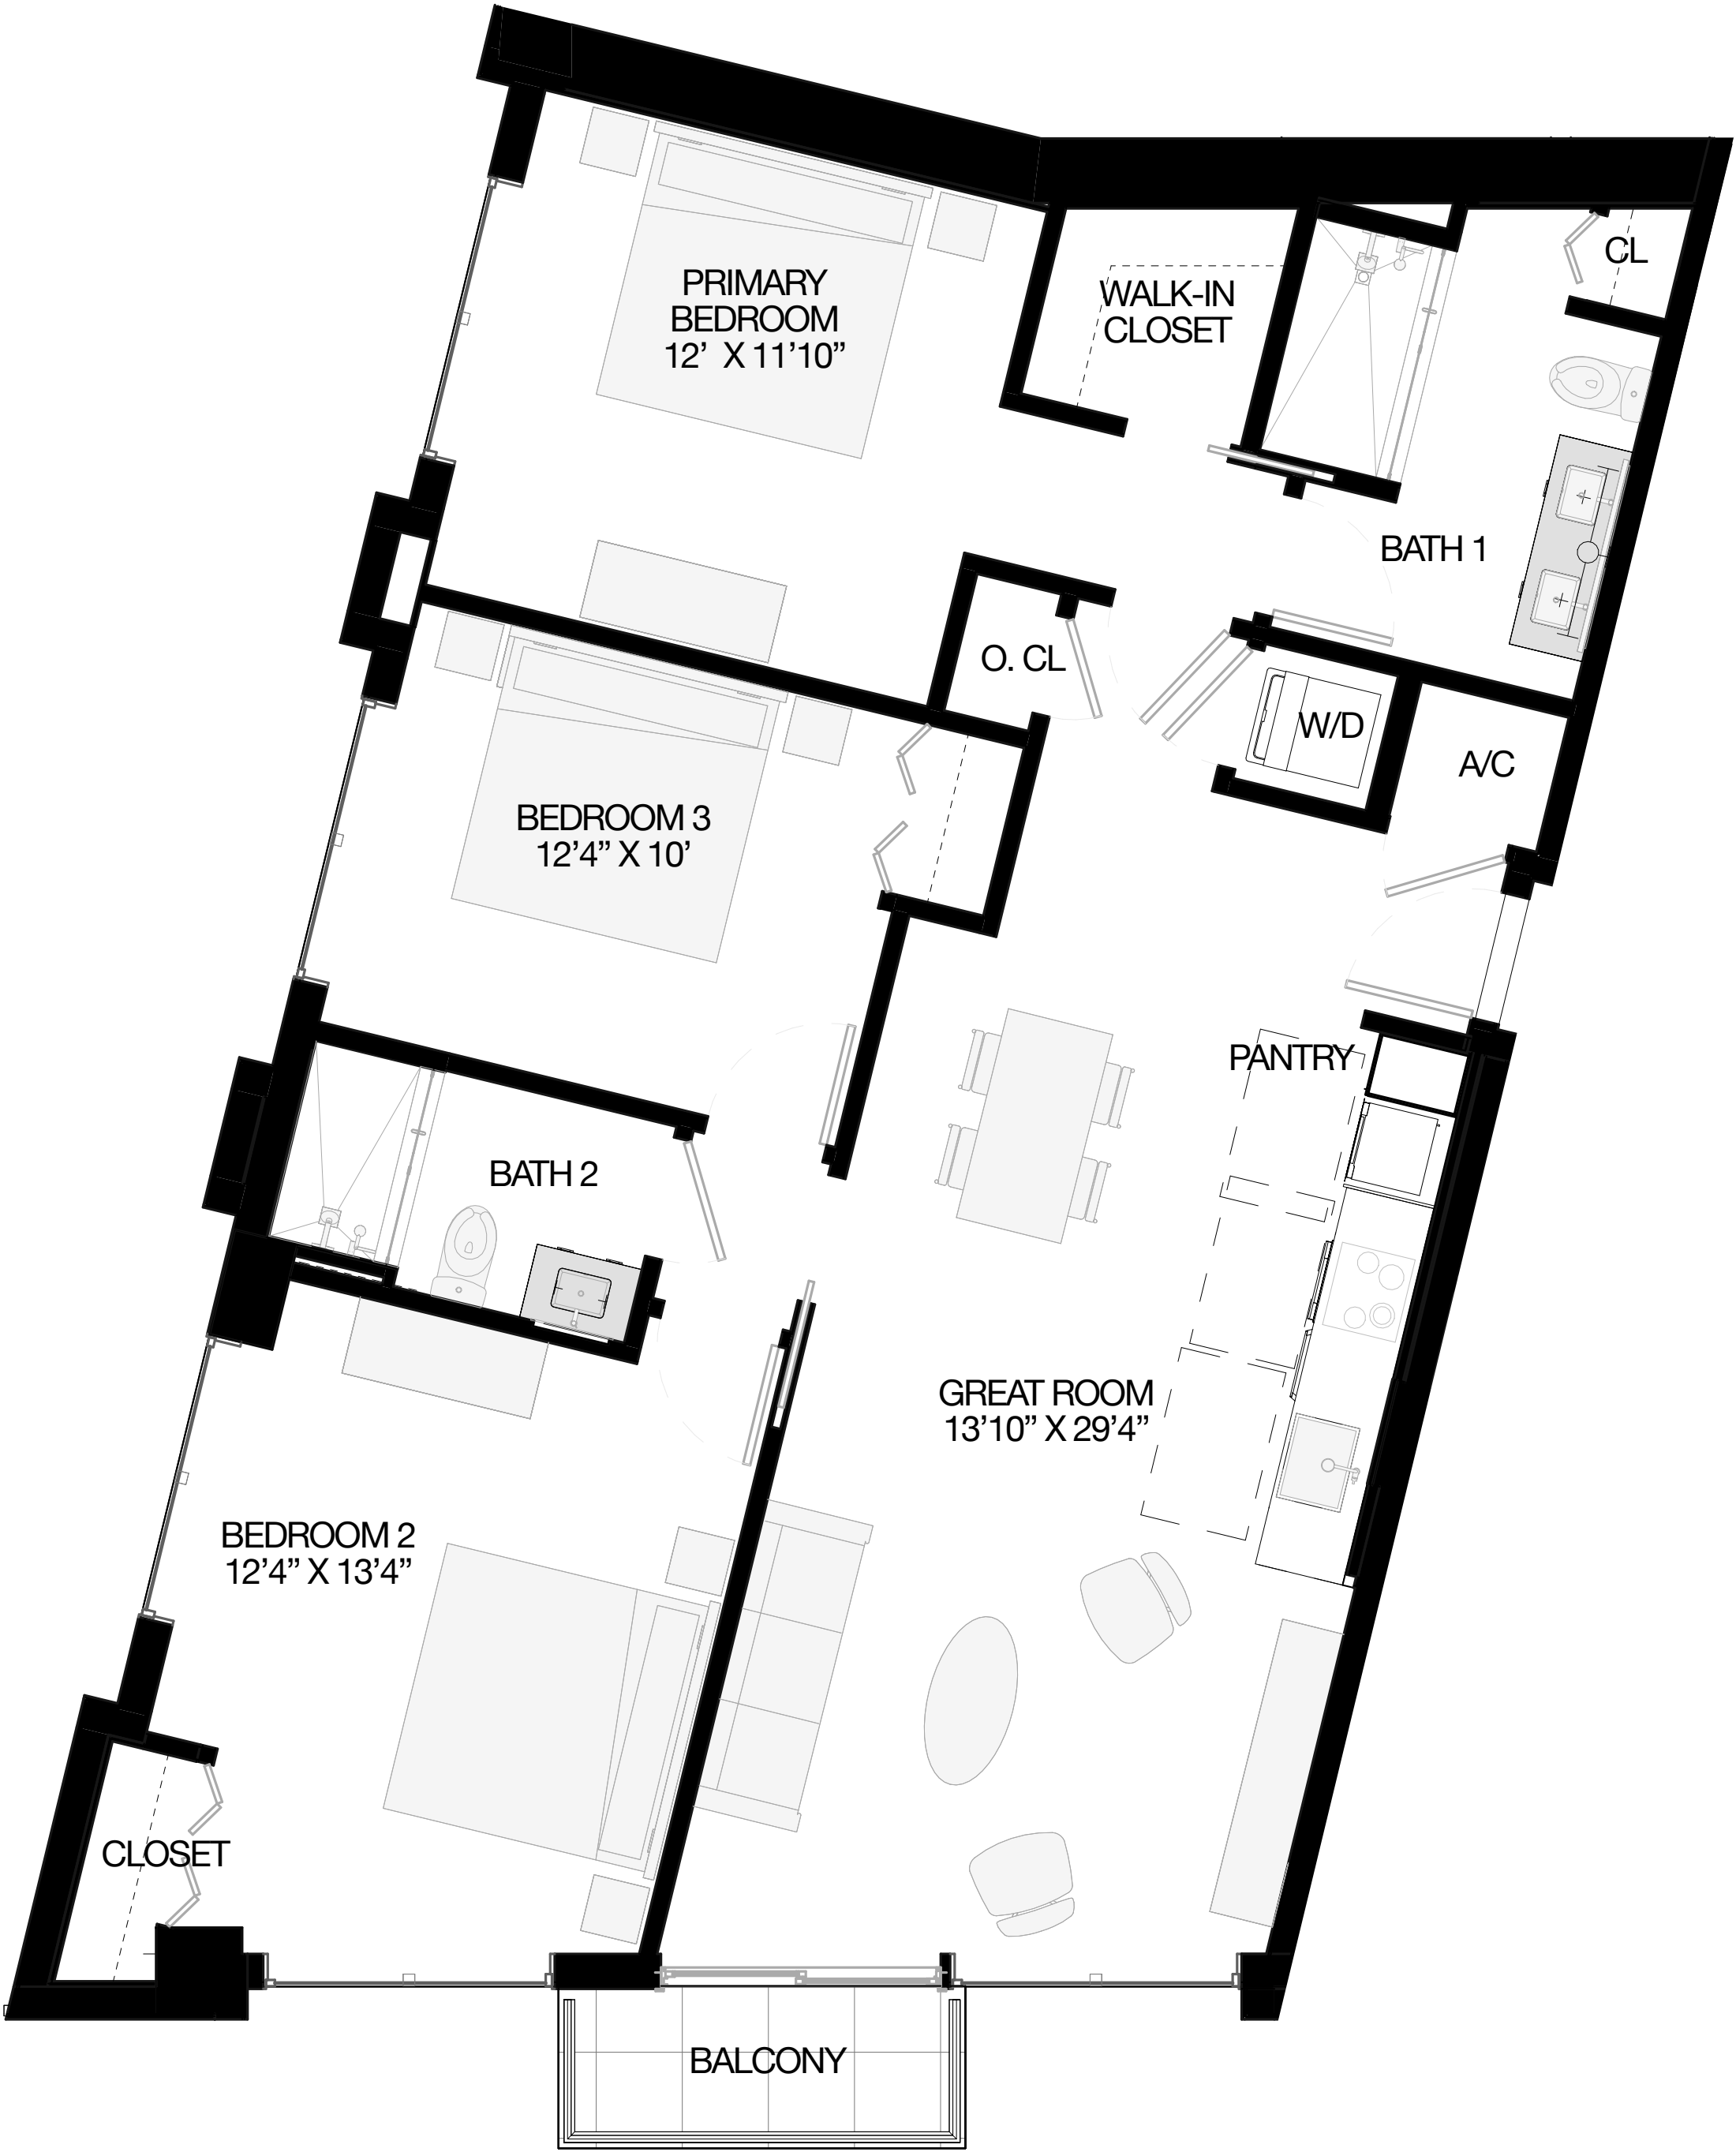 PRIMARY
BEDROOM
12’ X 11’10”
WALK-IN
CLOSET
CL
BATH 1
O. CL
W/D
A/C
BEDROOM 3
12’4” X 10’
PANTRY
BATH 2
GREAT ROOM
13’10” X 29’4”
BEDROOM 2
12’4” X 13’4”
CLOSET
BALCONY